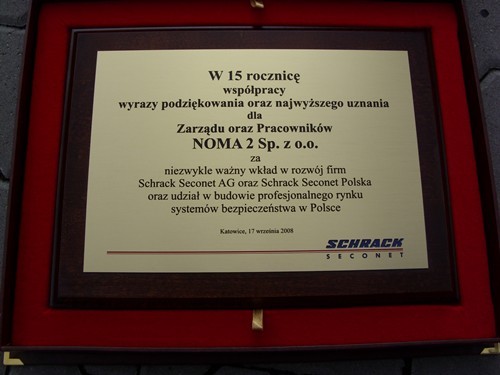 W 15 rocznicę
współpracy
wyrazy podziękowania oraz najwyższego uznania
dla
Zarządu oraz Pracowników
NOMA 2 Sp. z o.o.
za
niezwykle ważny wkład w rozwój firm
Schrack Seconet AG oraz Schrack Seconet Polska
oraz udział w budowie profesjonalnego rynku
systemów bezpieczeństwa w Polsce
Katowice, 17 września 2008
SCHRACK
SECONET